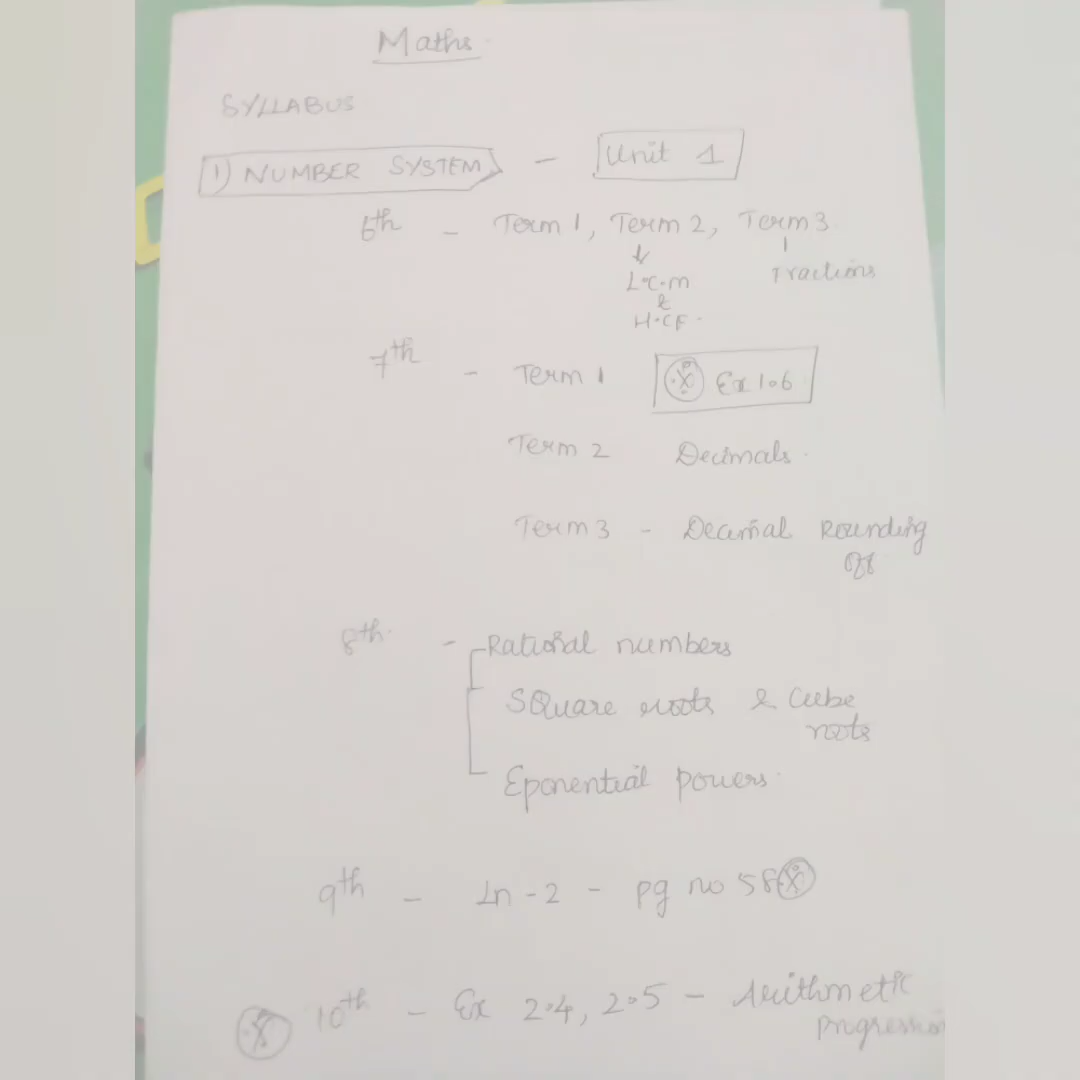 Maths.
SYLLABUS
1) NUMBER SYSTEM - Unit 1
6th - Term 1, Term 2, Term 3
L.C.M Fractions
&
H.CF.
7th - Term 1 Ex 1.6
Term 2 Decimals.
Term 3 - Decimal Rounding
off
8th - Rational numbers
SQuare roots & Cube
roots
Eponential powers.
9th - Ln - 2 - pg no 58
10th - Ex 2.4, 2.5 - Arithmetic
Progression